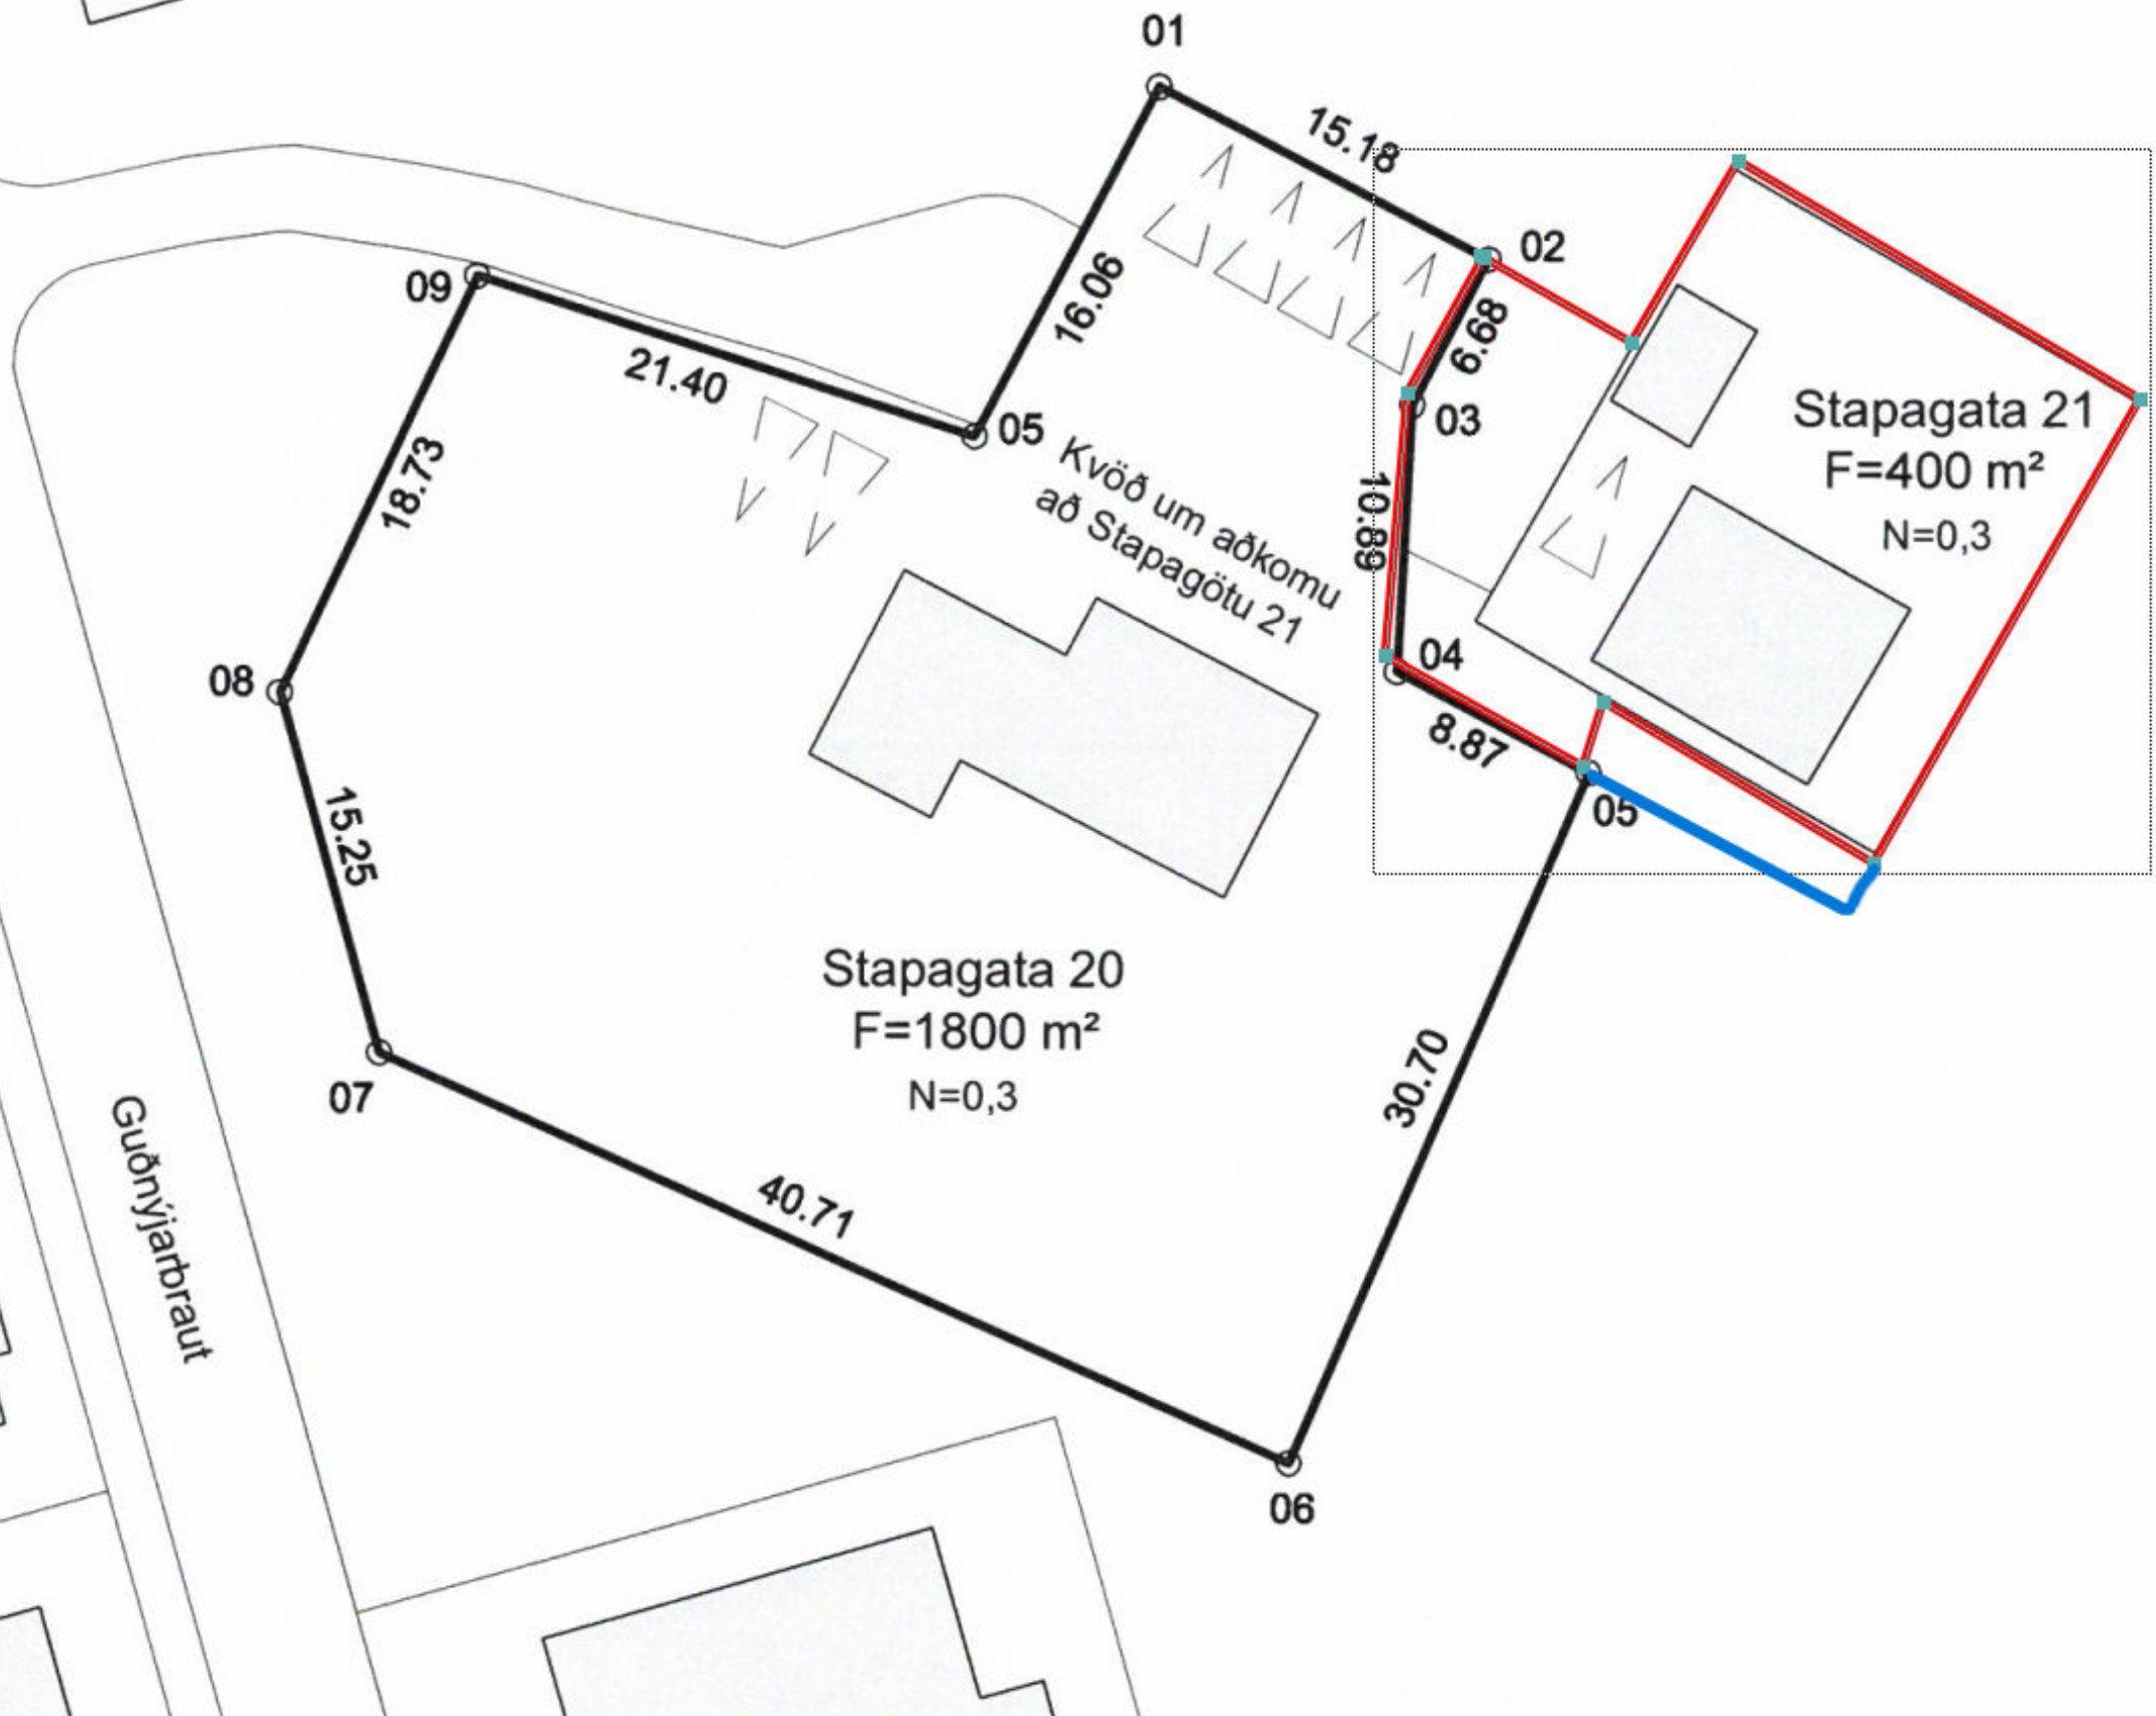 01
15.18
02
16.06
6.68
09
21.40
05
03
Stapagata 21
F=400 m²
N=0,3
18.73
Kvöð um aðkomu
að Stapagötu 21
10.89
04
08
8.87
05
15.25
Stapagata 20
F=1800 m²
N=0,3
30.70
07
Guðnýjarbraut
40.71
06